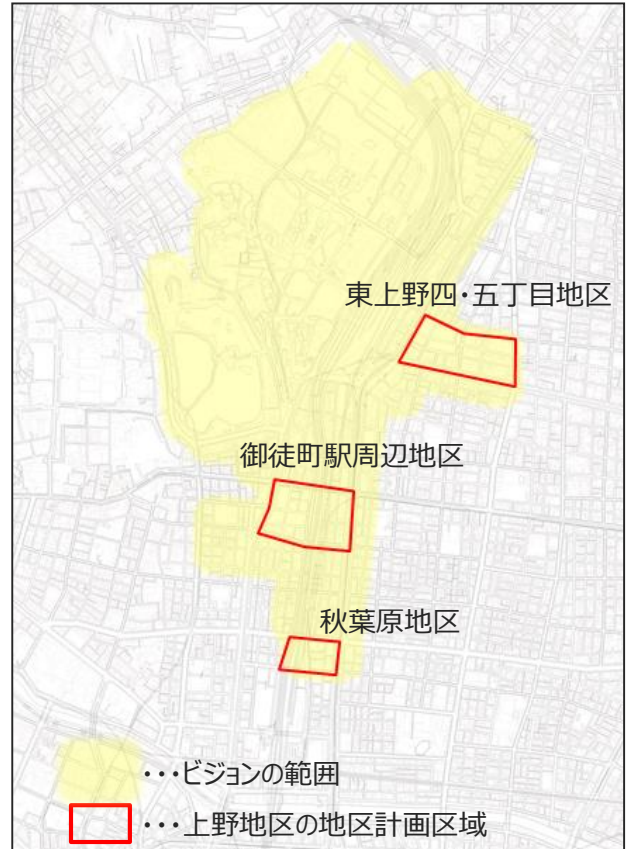 東上野四・五丁目地区
御徒町駅周辺地区
秋葉原地区
・・・ビジョンの範囲
・・・上野地区の地区計画区域